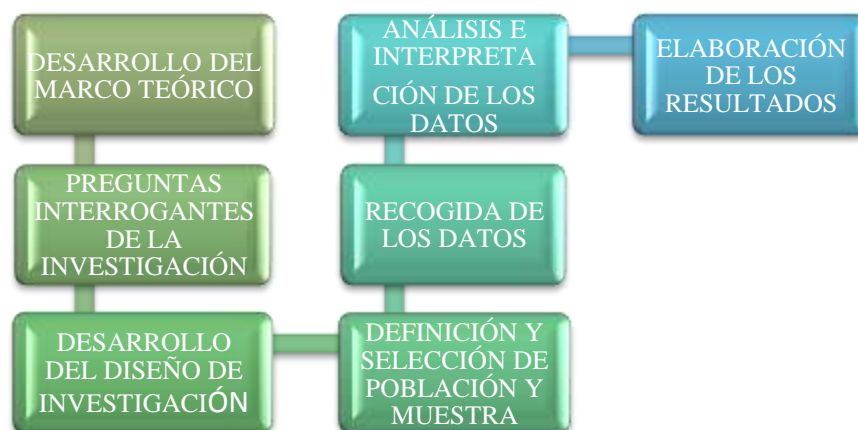 DESARROLLO DEL
MARCO TEÓRICO
PREGUNTAS
INTERROGANTES
DE LA
INVESTIGACIÓN
DESARROLLO
DEL DISEÑO DE
INVESTIGACIÓN
DEFINICIÓN Y
SELECCIÓN DE
POBLACIÓN Y
MUESTRA
RECOGIDA DE
LOS DATOS
ANÁLISIS E
INTERPRETA
CIÓN DE LOS
DATOS
ELABORACIÓN
DE LOS
RESULTADOS